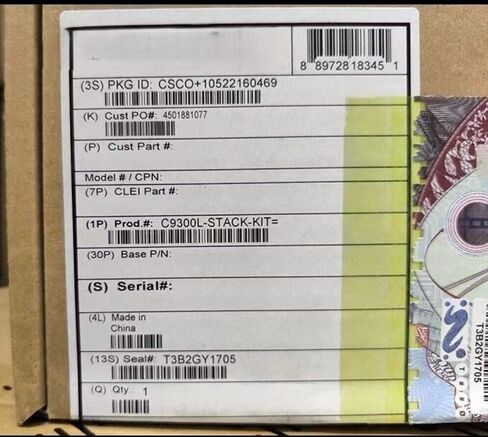 8 89728 18345 1
(3S) PKG ID: CSCO+10522160469
(K) Cust PO#: 4501881077
(P) Cust Part #:
Model # / CPN:
(7P) CLEI Part #:
(1P) Prod.#: C9300L-STACK-KIT=
(30P) Base P/N:
(S) Serial#:
(4L) Made in
China
(13S) Seal#: T3B2GY1705
(Q) Qty.: 1
T3B2GY1705